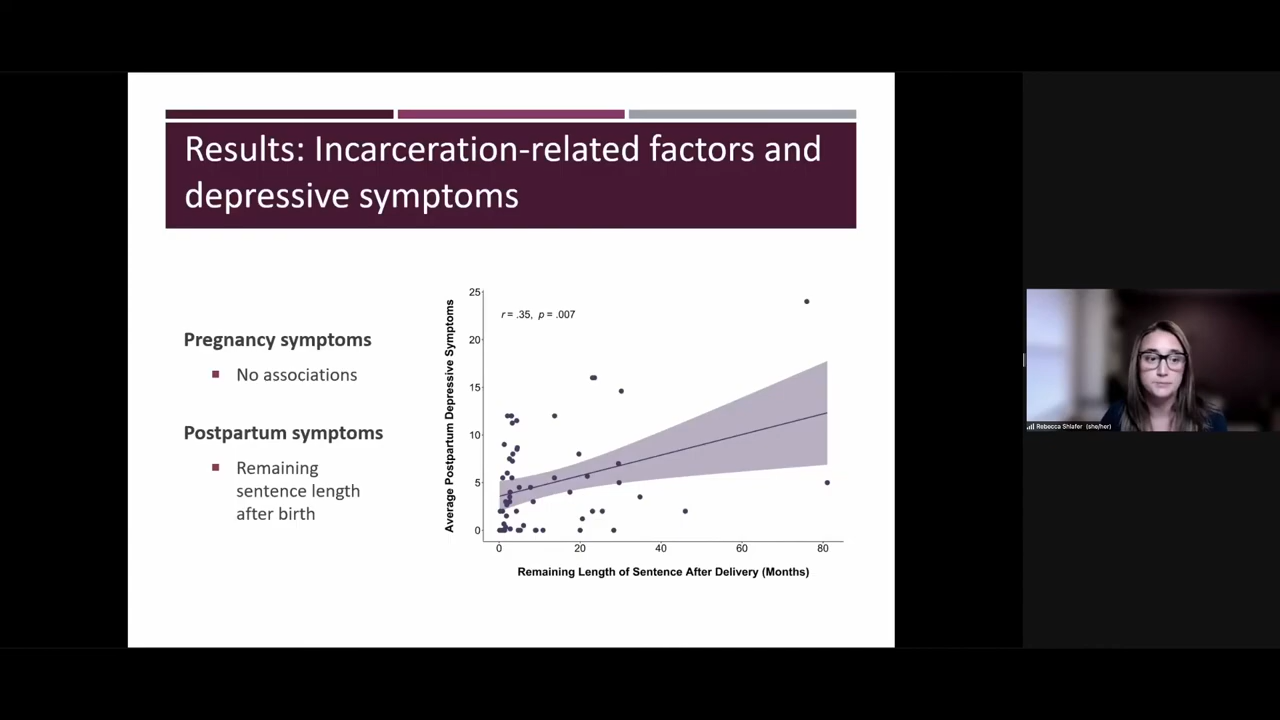 Results: Incarceration-related factors and
depressive symptoms
Pregnancy symptoms
No associations
Postpartum symptoms
Remaining
sentence length
after birth
Average Postpartum Depressive Symptoms
25
20
15
10
5
0
r = .35, p = .007
0 20 40 60 80
Remaining Length of Sentence After Delivery (Months)
Rebecca Shlafer (she/her)